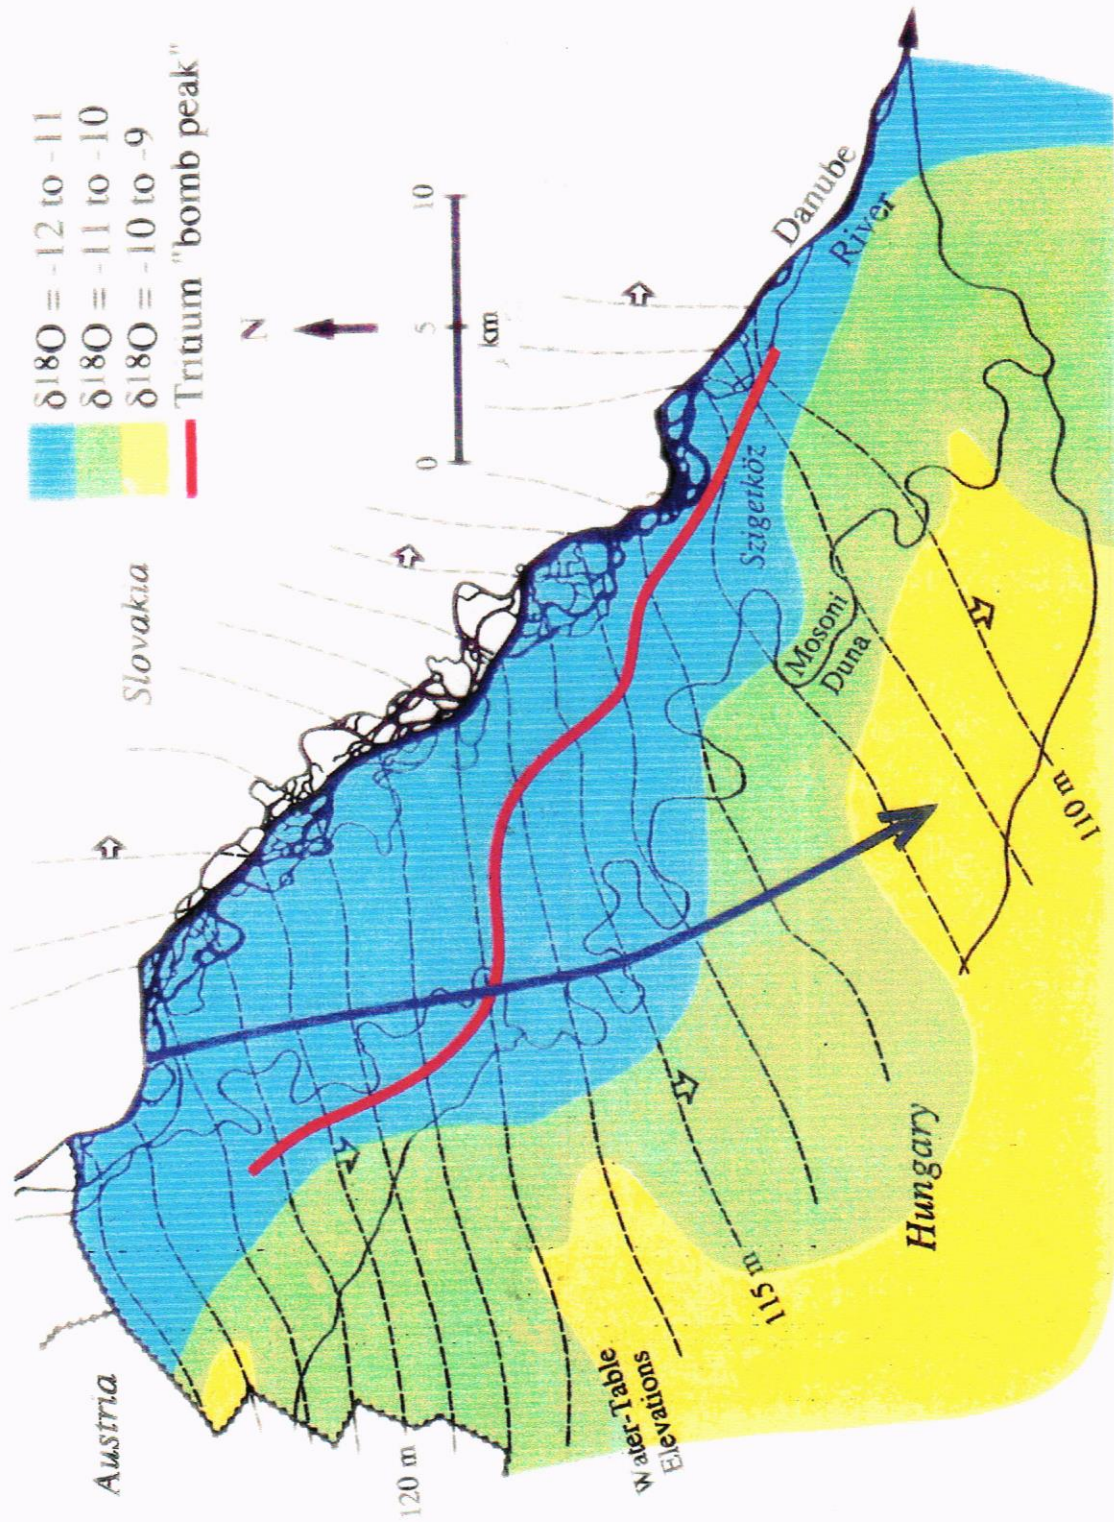 δ18O = -12 to -11
δ18O = -11 to -10
δ18O = -10 to -9
Tritium "bomb peak"
N
0 5 10
km
Slovakia
Austria
Danube
River
Szigetköz
Mosoni
Duna
120 m
Water-Table
Elevations
115 m
110 m
Hungary